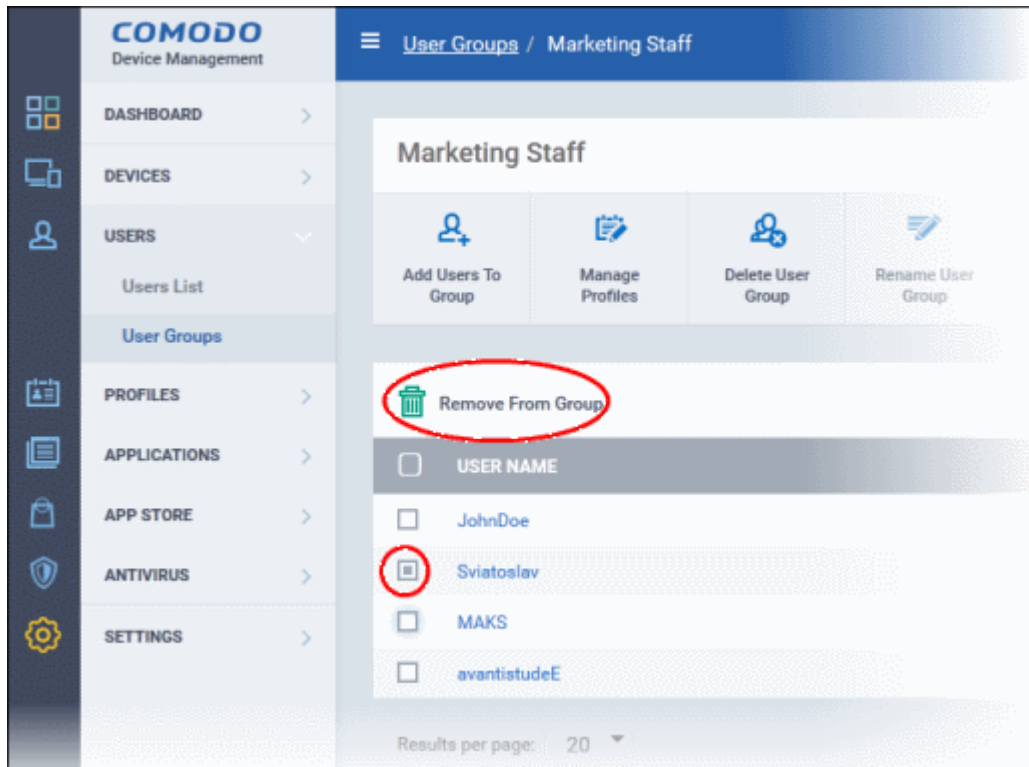 COMODO
Device Management
User Groups / Marketing Staff
DASHBOARD
DEVICES
USERS
Users List
User Groups
PROFILES
APPLICATIONS
APP STORE
ANTIVIRUS
SETTINGS
Marketing Staff
Add Users To
Group
Manage
Profiles
Delete User
Group
Rename User
Group
Remove From Group
USER NAME
JohnDoe
Sviatoslav
MAKS
avantistudeE
Results per page: 20